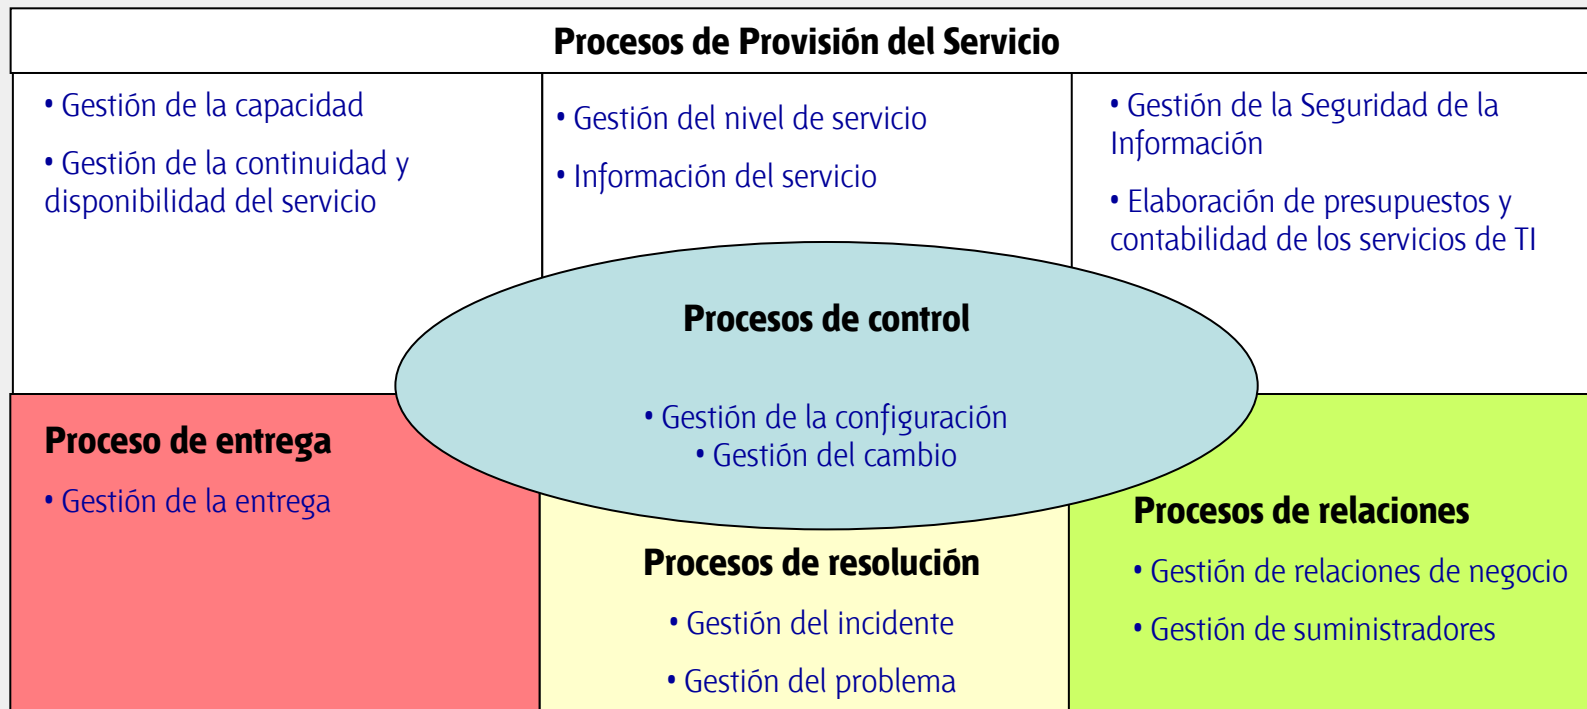 Procesos de Provisión del Servicio
• Gestión de la capacidad
• Gestión de la continuidad y
disponibilidad del servicio
• Gestión del nivel de servicio
• Información del servicio
• Gestión de la Seguridad de la
Información
• Elaboración de presupuestos y
contabilidad de los servicios de TI
Procesos de control
• Gestión de la configuración
• Gestión del cambio
Proceso de entrega
• Gestión de la entrega
Procesos de resolución
• Gestión del incidente
• Gestión del problema
Procesos de relaciones
• Gestión de relaciones de negocio
• Gestión de suministradores